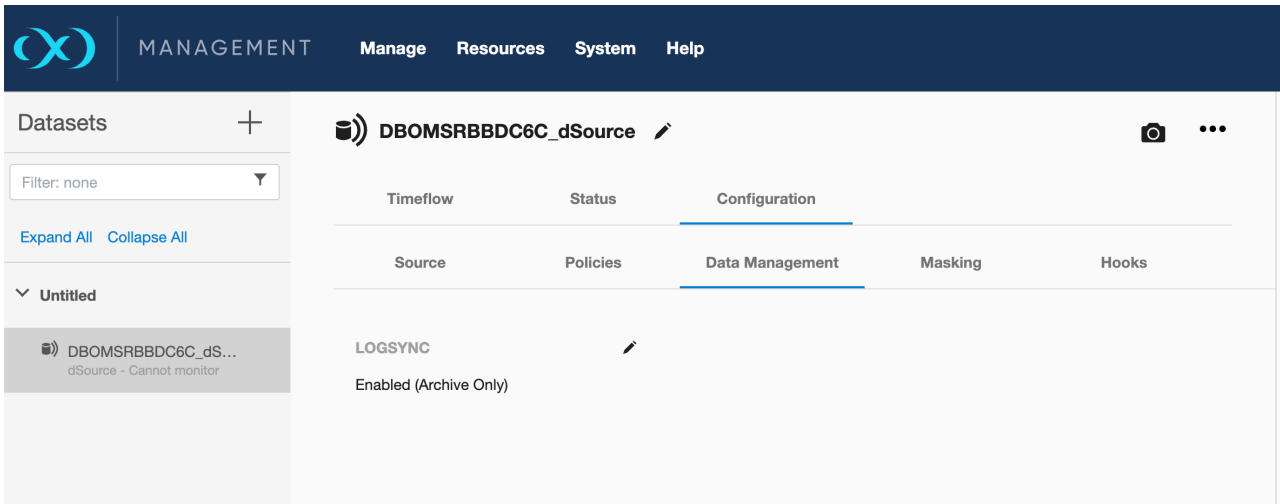 MANAGEMENT Manage Resources System Help
Datasets
Filter: none
Expand All Collapse All
Untitled
DBOMSRBBDC6C_dS...
dSource - Cannot monitor
DBOMSRBBDC6C_dSource
Timeflow Status Configuration
Source Policies Data Management Masking Hooks
LOGSYNC
Enabled (Archive Only)